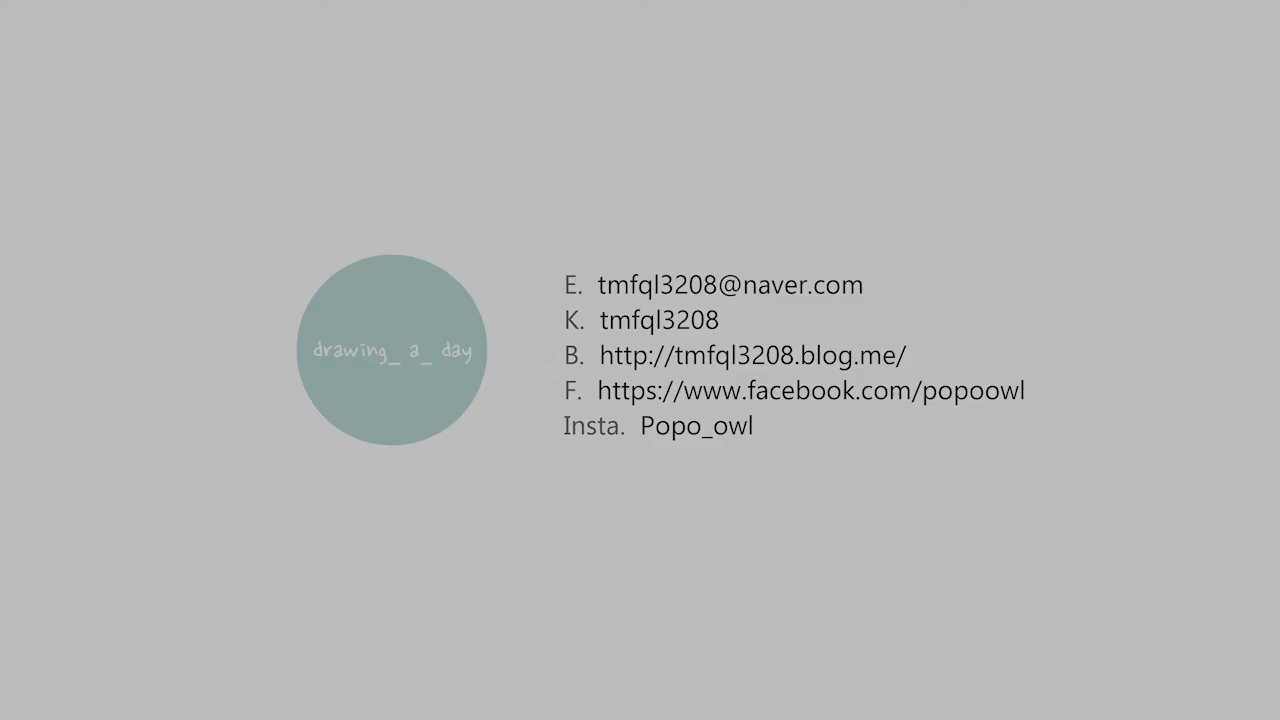 drawing_ a_ day
E. tmfql3208@naver.com
K. tmfql3208
B. http://tmfql3208.blog.me/
F. https://www.facebook.com/popoowl
Insta. Popo_owl